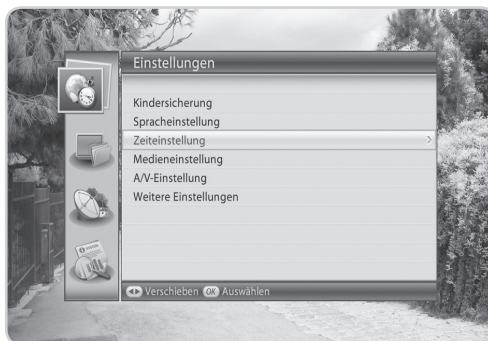 Einstellungen
Kindersicherung
Spracheinstellung
Zeiteinstellung
Medieneinstellung
A/V-Einstellung
Weitere Einstellungen
Verschieben OK Auswählen